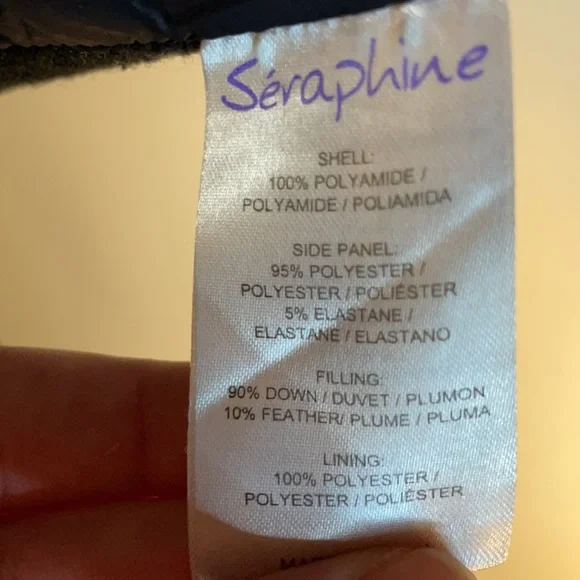 Séraphine
SHELL:
100% POLYAMIDE /
POLYAMIDE / POLIAMIDA
SIDE PANEL:
95% POLYESTER /
POLYESTER / POLIÉSTER
5% ELASTANE /
ELASTANE / ELASTANO
FILLING:
90% DOWN / DUVET / PLUMON
10% FEATHER/ PLUME / PLUMA
LINING:
100% POLYESTER /
POLYESTER / POLIÉSTER